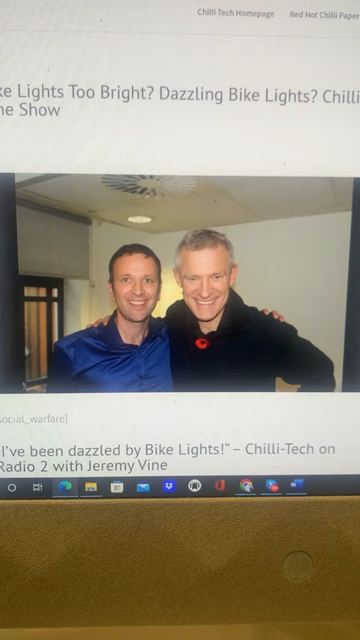 Chilli Tech Homepage Red Hot Chilli Paper
ke Lights Too Bright? Dazzling Bike Lights? Chilli
he Show
social_warfare]
I've been dazzled by Bike Lights!" – Chilli-Tech on
Radio 2 with Jeremy Vine